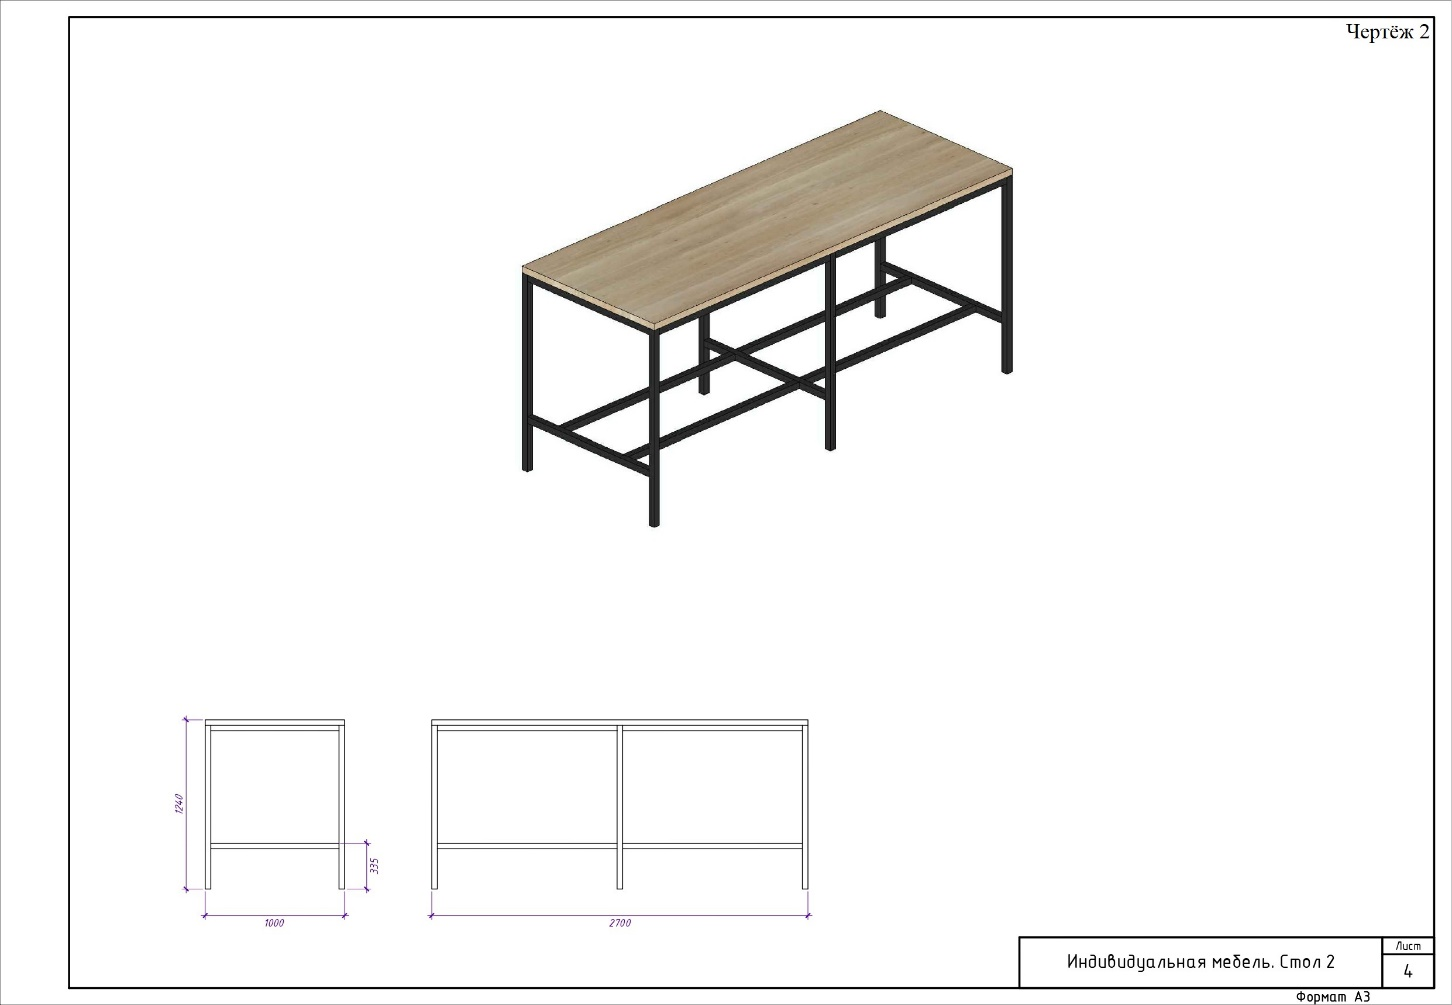 Чертёж 2
1240
335
1000
2700
Индивидуальная мебель. Стол 2
Лист
4
Формат А3